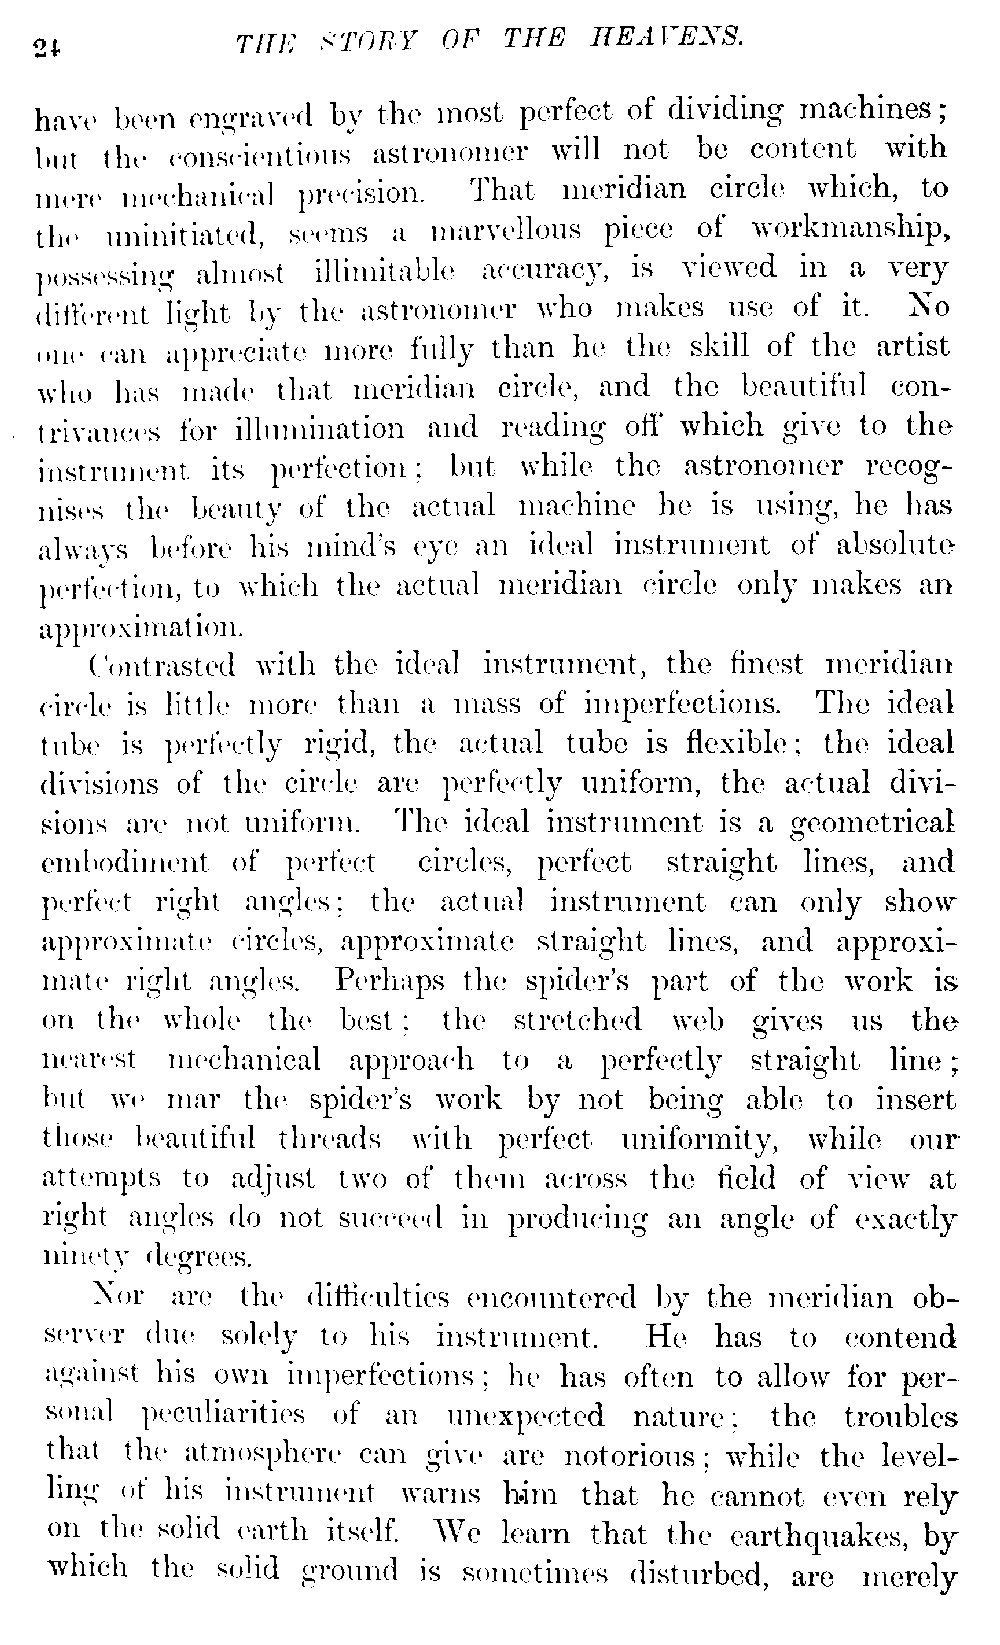 24 THE STORY OF THE HEAVENS.
have been engraved by the most perfect of dividing machines;
but the conscientious astronomer will not be content with
mere mechanical precision. That meridian circle which, to
the uninitiated, seems a marvellous piece of workmanship,
possessing almost illimitable accuracy, is viewed in a very
different light by the astronomer who makes use of it. No
one can appreciate more fully than he the skill of the artist
who has made that meridian circle, and the beautiful con-
trivances for illumination and reading off which give to the
instrument its perfection; but while the astronomer recog-
nises the beauty of the actual machine he is using, he has
always before his mind's eye an ideal instrument of absolute
perfection, to which the actual meridian circle only makes an
approximation.
Contrasted with the ideal instrument, the finest meridian
circle is little more than a mass of imperfections. The ideal
tube is perfectly rigid, the actual tube is flexible; the ideal
divisions of the circle are perfectly uniform, the actual divi-
sions are not uniform. The ideal instrument is a geometrical
embodiment of perfect circles, perfect straight lines, and
perfect right angles; the actual instrument can only show
approximate circles, approximate straight lines, and approxi-
mate right angles. Perhaps the spider's part of the work is
on the whole the best; the stretched web gives us the
nearest mechanical approach to a perfectly straight line;
but we mar the spider's work by not being able to insert
those beautiful threads with perfect uniformity, while our
attempts to adjust two of them across the field of view at
right angles do not succeed in producing an angle of exactly
ninety degrees.
Nor are the difficulties encountered by the meridian ob-
server due solely to his instrument. He has to contend
against his own imperfections; he has often to allow for per-
sonal peculiarities of an unexpected nature; the troubles
that the atmosphere can give are notorious; while the level-
ling of his instrument warns him that he cannot even rely
on the solid earth itself. We learn that the earthquakes, by
which the solid ground is sometimes disturbed, are merely